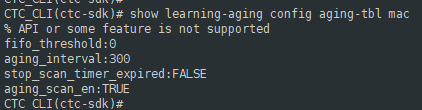 CTC_CLI(ctc-sdk)# show learning-aging config aging-tbl mac
% API or some feature is not supported
fifo_threshold:0
aging_interval:300
stop_scan_timer_expired:FALSE
aging_scan_en:TRUE
CTC_CLI(ctc-sdk)#